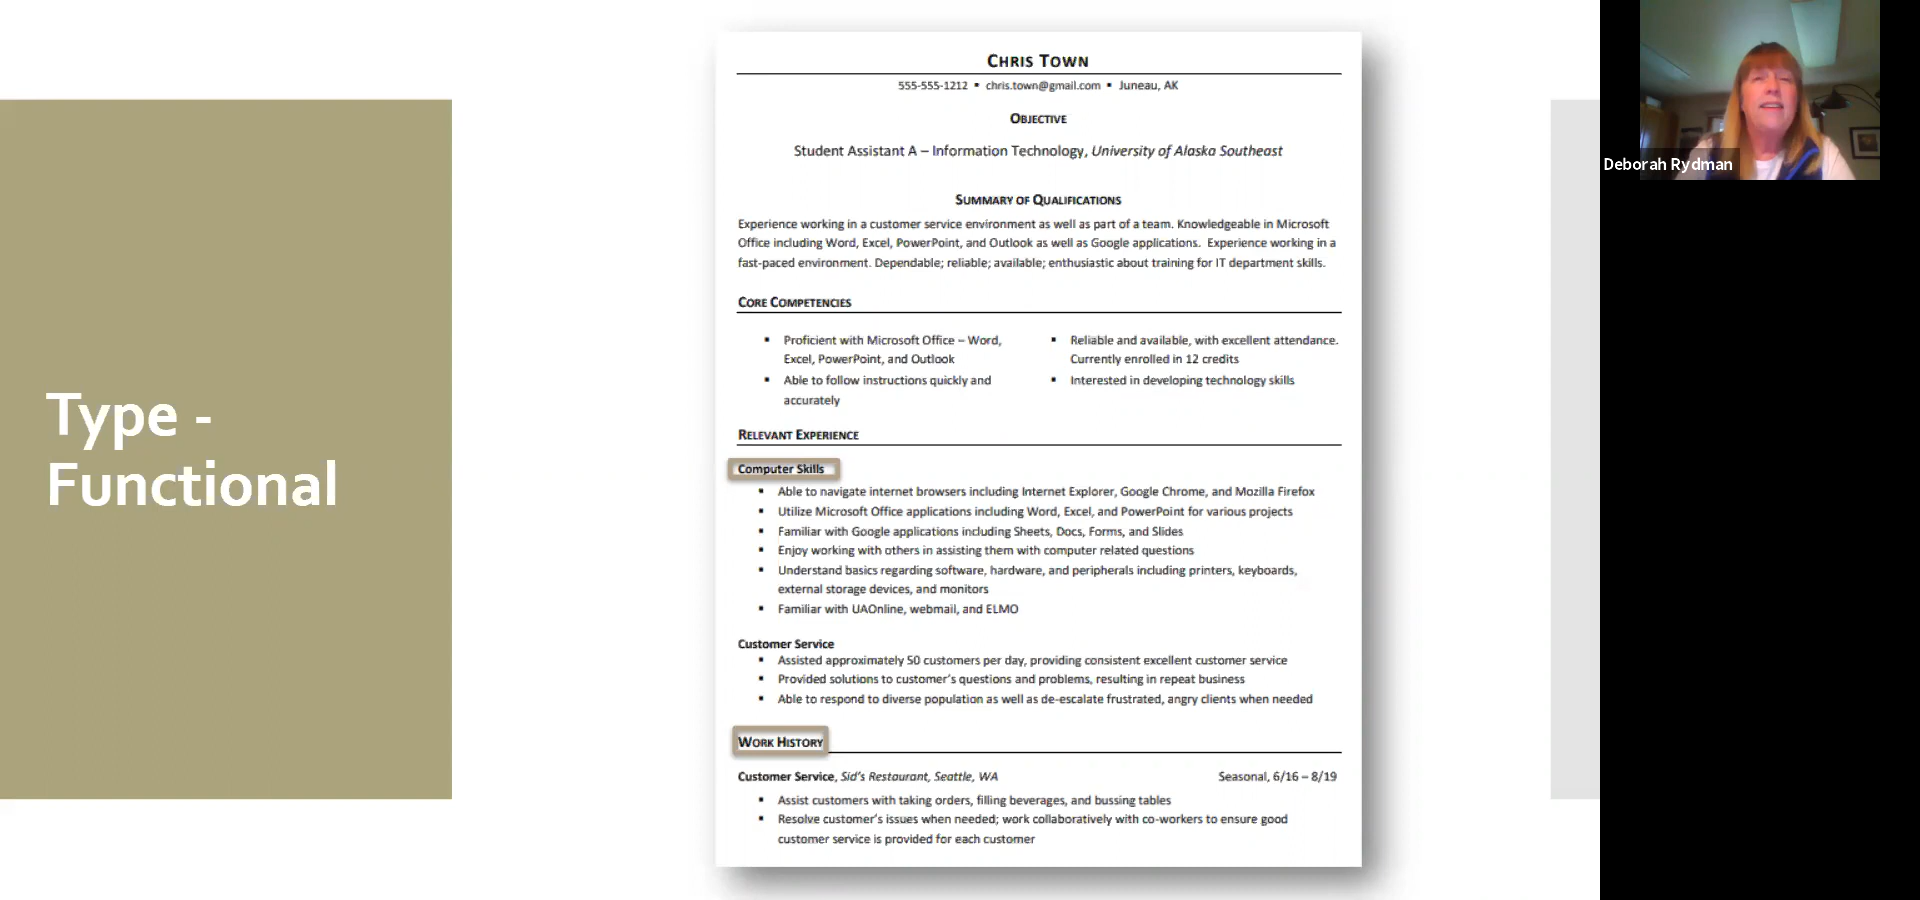 Type -
Functional
CHRIS TOWN
555-555-1212 ▪ chris.town@gmail.com ▪ Juneau, AK
OBJECTIVE
Student Assistant A – Information Technology, University of Alaska Southeast
SUMMARY OF QUALIFICATIONS
Experience working in a customer service environment as well as part of a team. Knowledgeable in Microsoft
Office including Word, Excel, PowerPoint, and Outlook as well as Google applications.  Experience working in a
fast-paced environment. Dependable; reliable; available; enthusiastic about training for IT department skills.
CORE COMPETENCIES
▪ Proficient with Microsoft Office – Word,
Excel, PowerPoint, and Outlook
▪ Able to follow instructions quickly and
accurately
▪ Reliable and available, with excellent attendance.
Currently enrolled in 12 credits
▪ Interested in developing technology skills
RELEVANT EXPERIENCE
Computer Skills
▪ Able to navigate internet browsers including Internet Explorer, Google Chrome, and Mozilla Firefox
▪ Utilize Microsoft Office applications including Word, Excel, and PowerPoint for various projects
▪ Familiar with Google applications including Sheets, Docs, Forms, and Slides
▪ Enjoy working with others in assisting them with computer related questions
▪ Understand basics regarding software, hardware, and peripherals including printers, keyboards,
external storage devices, and monitors
▪ Familiar with UAOnline, webmail, and ELMO
Customer Service
▪ Assisted approximately 50 customers per day, providing consistent excellent customer service
▪ Provided solutions to customer's questions and problems, resulting in repeat business
▪ Able to respond to diverse population as well as de-escalate frustrated, angry clients when needed
WORK HISTORY
Customer Service, Sid's Restaurant, Seattle, WA Seasonal, 6/16 – 8/19
▪ Assist customers with taking orders, filling beverages, and bussing tables
▪ Resolve customer's issues when needed; work collaboratively with co-workers to ensure good
customer service is provided for each customer
Deborah Rydman